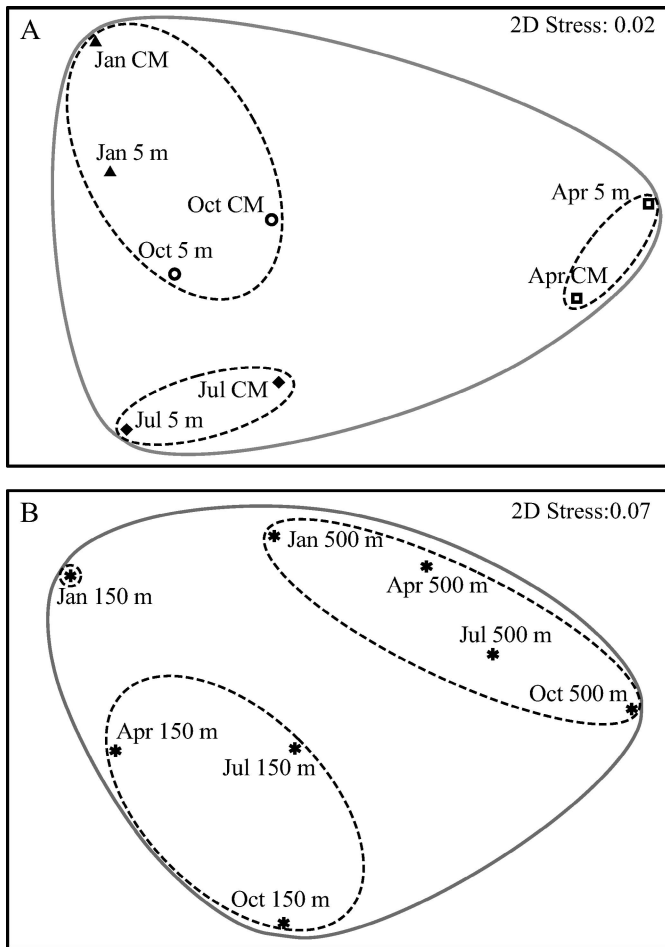 A
2D Stress: 0.02
Jan CM
Jan 5 m
Oct CM
Oct 5 m
Apr 5 m
Apr CM
Jul CM
Jul 5 m
B
2D Stress:0.07
Jan 500 m
Apr 500 m
Jan 150 m
Jul 500 m
Oct 500 m
Apr 150 m
Jul 150 m
Oct 150 m